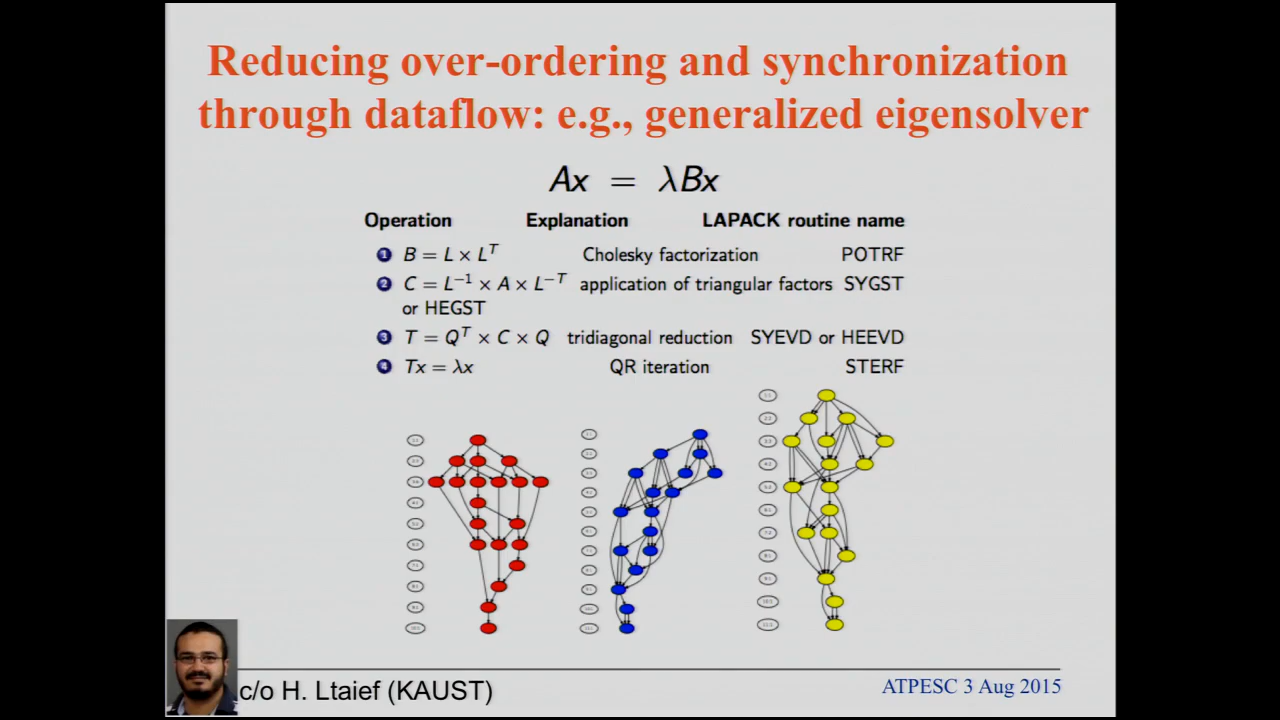 Reducing over-ordering and synchronization
through dataflow: e.g., generalized eigensolver
Ax = λBx
Operation Explanation LAPACK routine name
1 B = L × L^T Cholesky factorization POTRF
2 C = L^−1 × A × L^−T application of triangular factors SYGST
or HEGST
3 T = Q^T × C × Q tridiagonal reduction SYEVD or HEEVD
4 Tx = λx QR iteration STERF
c/o H. Ltaief (KAUST)
ATPESC 3 Aug 2015